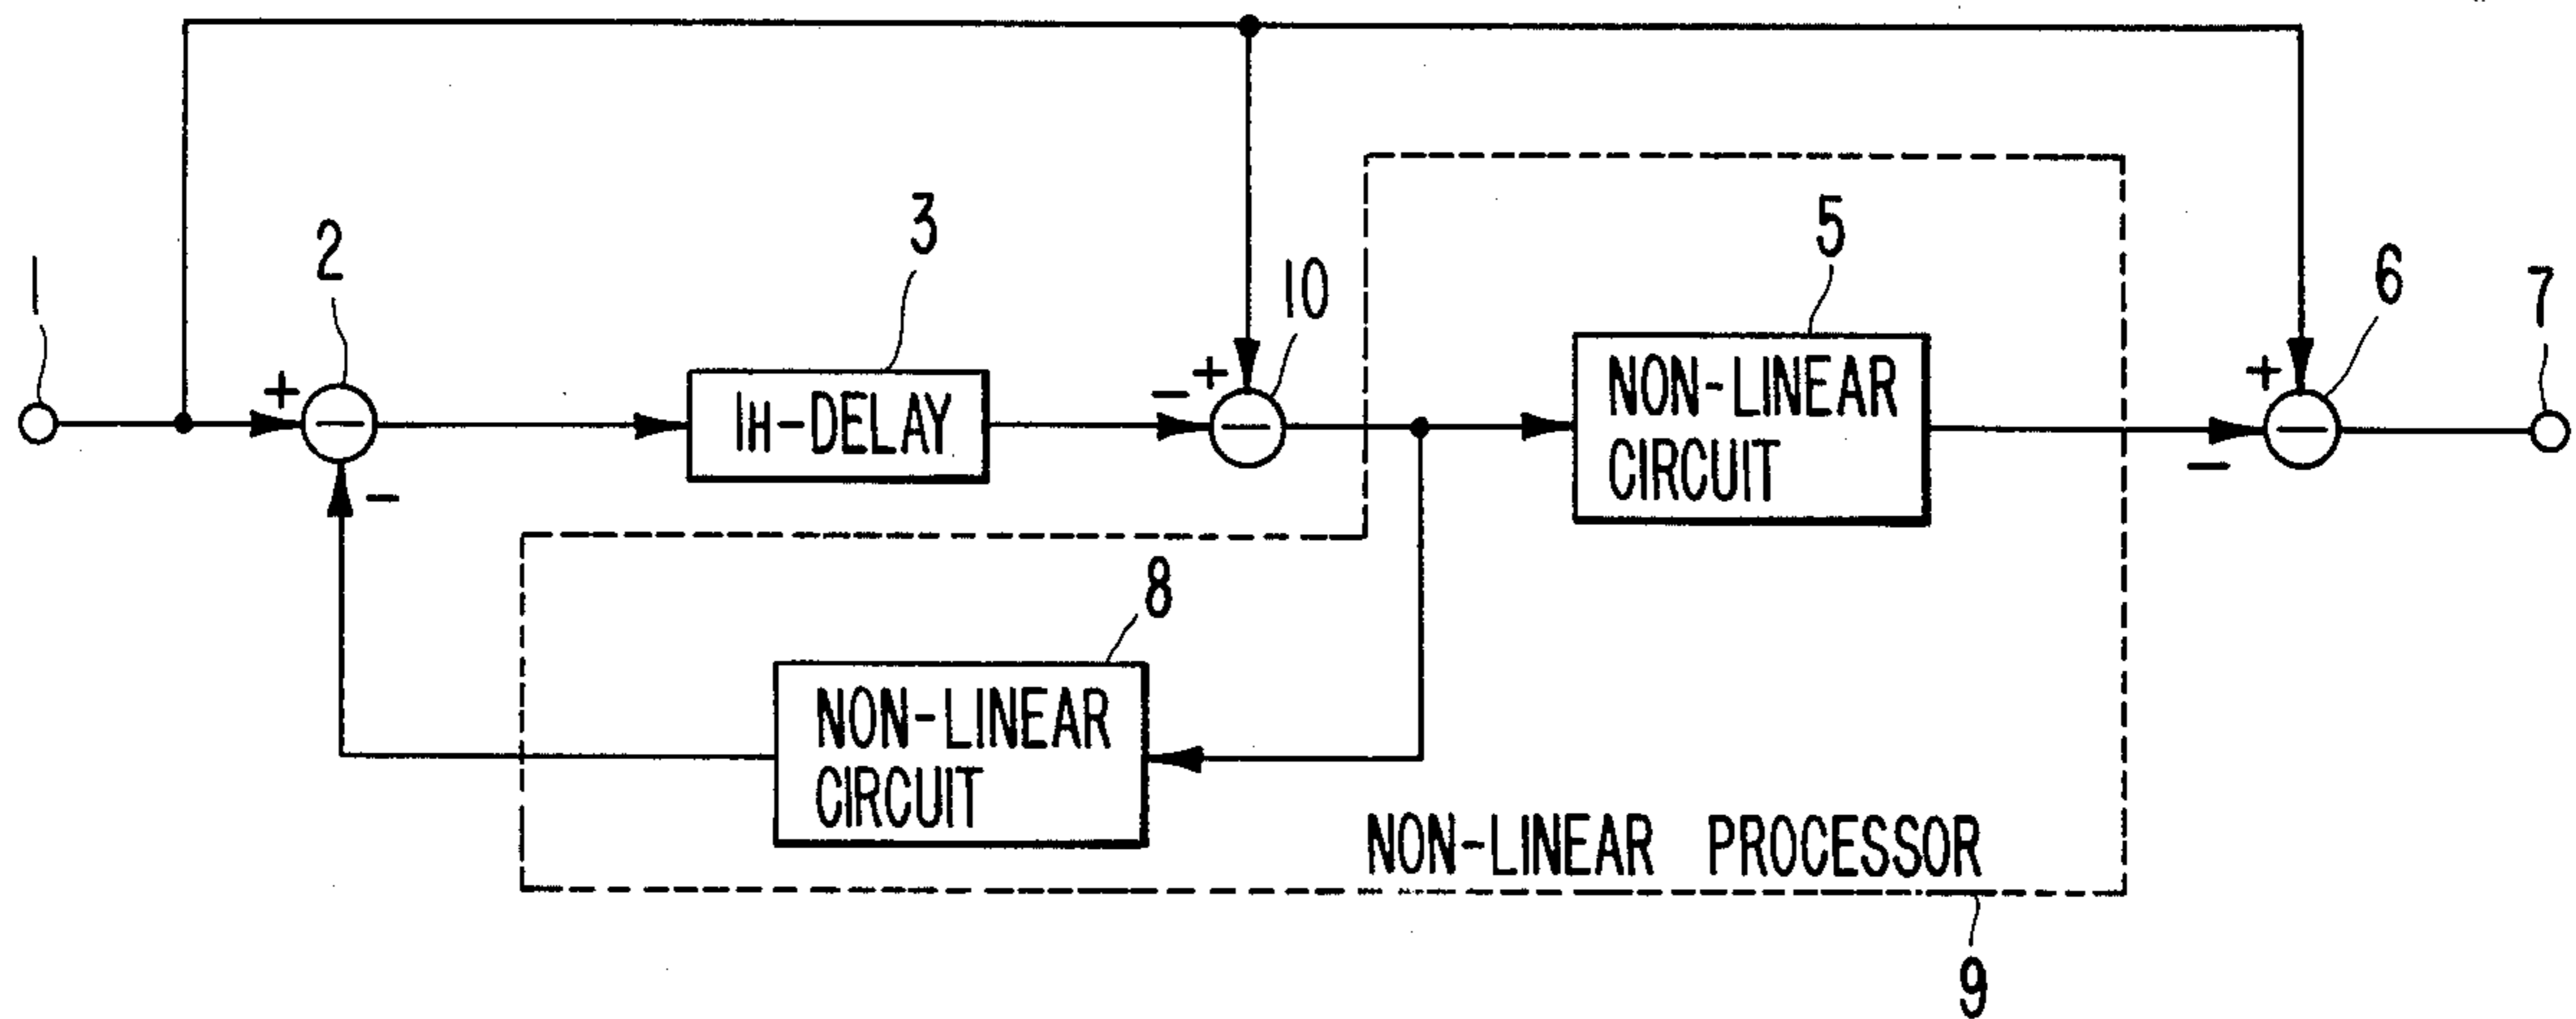 1
2
3
10
5
6
7
+
−
1H-DELAY
−
+
NON-LINEAR
CIRCUIT
+
−
8
NON-LINEAR
CIRCUIT
NON-LINEAR PROCESSOR
9